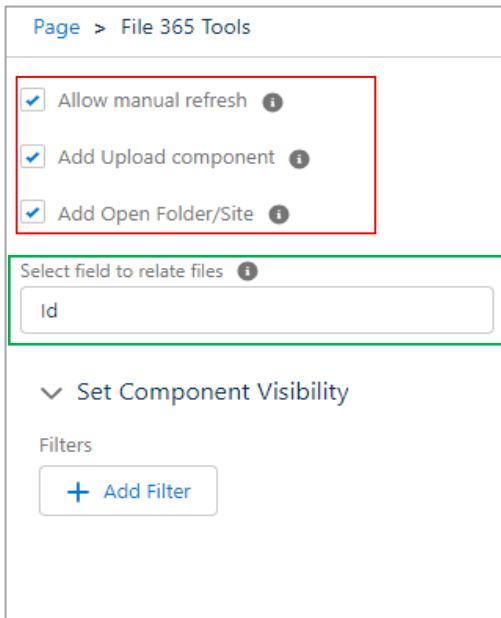 Page > File 365 Tools
Allow manual refresh
Add Upload component
Add Open Folder/Site
Select field to relate files
Id
Set Component Visibility
Filters
+ Add Filter